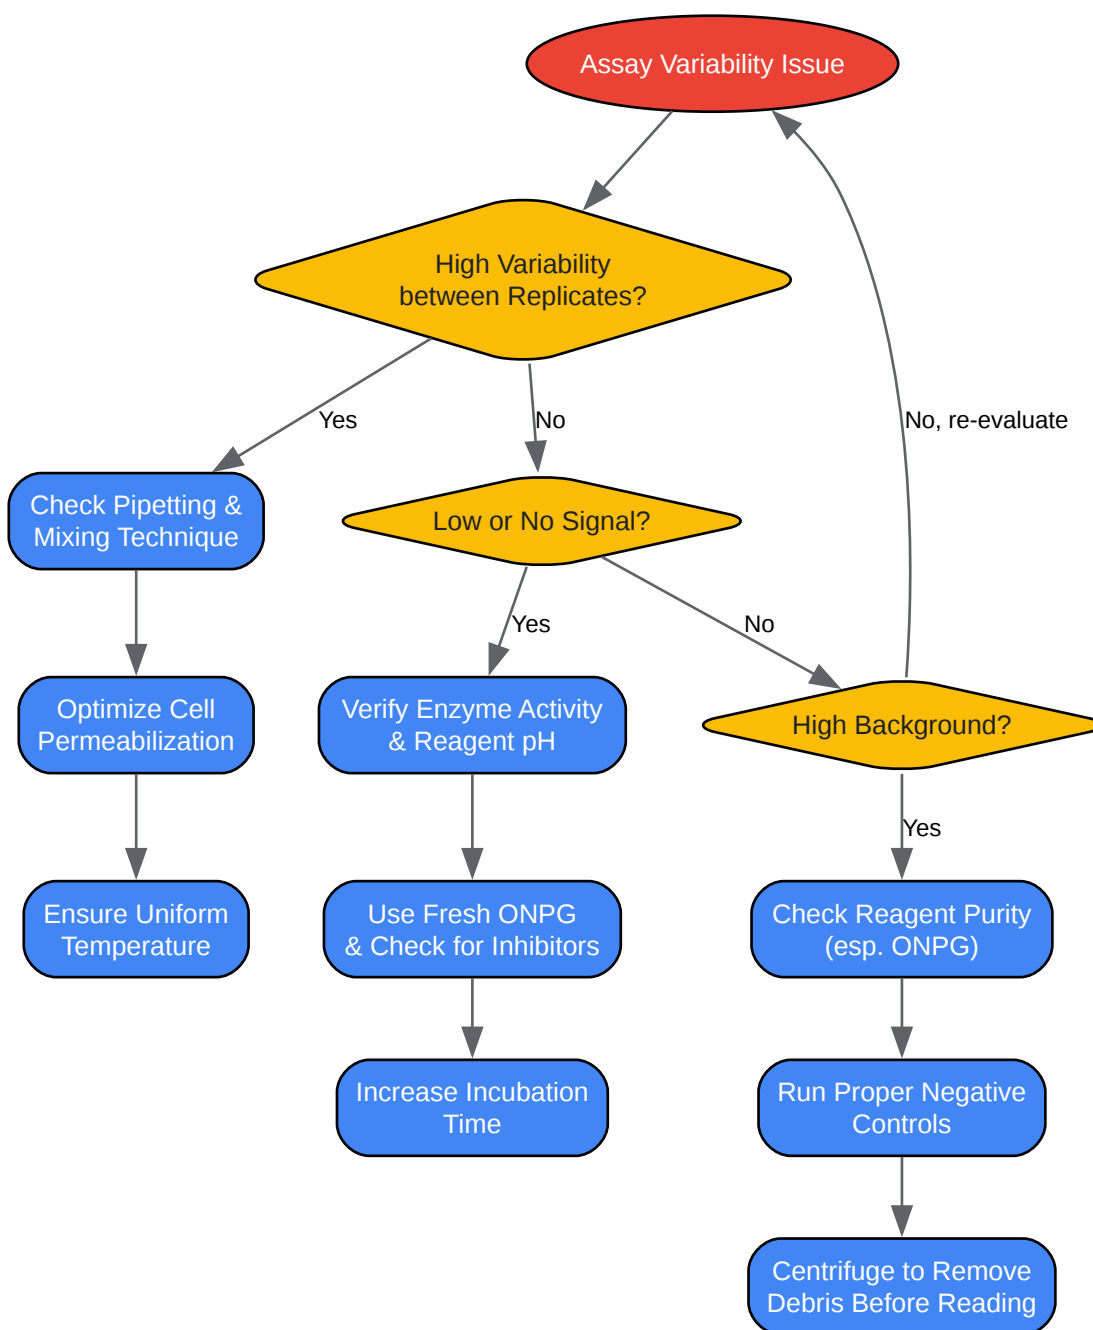 Assay Variability Issue
High Variability
between Replicates?
Yes
No
No, re-evaluate
Check Pipetting &
Mixing Technique
Low or No Signal?
Yes
No
Optimize Cell
Permeabilization
Verify Enzyme Activity
& Reagent pH
High Background?
Yes
Ensure Uniform
Temperature
Use Fresh ONPG
& Check for Inhibitors
Check Reagent Purity
(esp. ONPG)
Increase Incubation
Time
Run Proper Negative
Controls
Centrifuge to Remove
Debris Before Reading